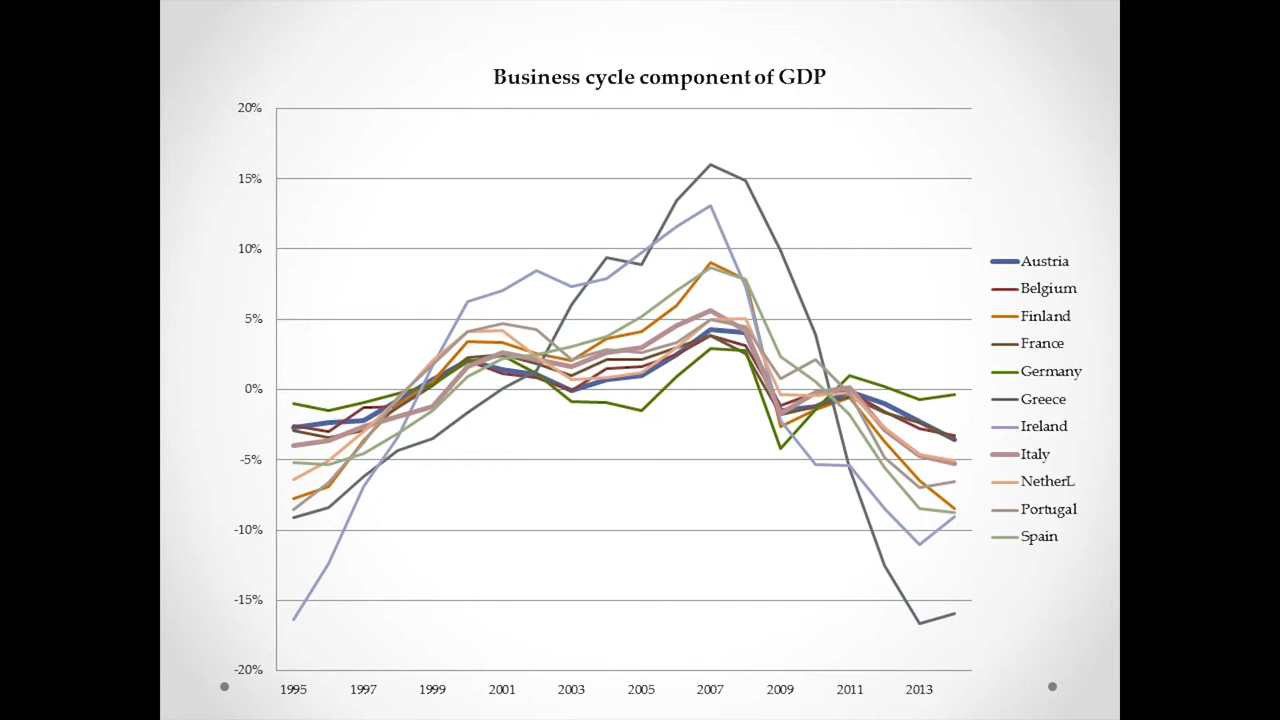 Business cycle component of GDP
20%
15%
10%
5%
0%
-5%
-10%
-15%
-20%
1995 1997 1999 2001 2003 2005 2007 2009 2011 2013
Austria
Belgium
Finland
France
Germany
Greece
Ireland
Italy
NetherL
Portugal
Spain